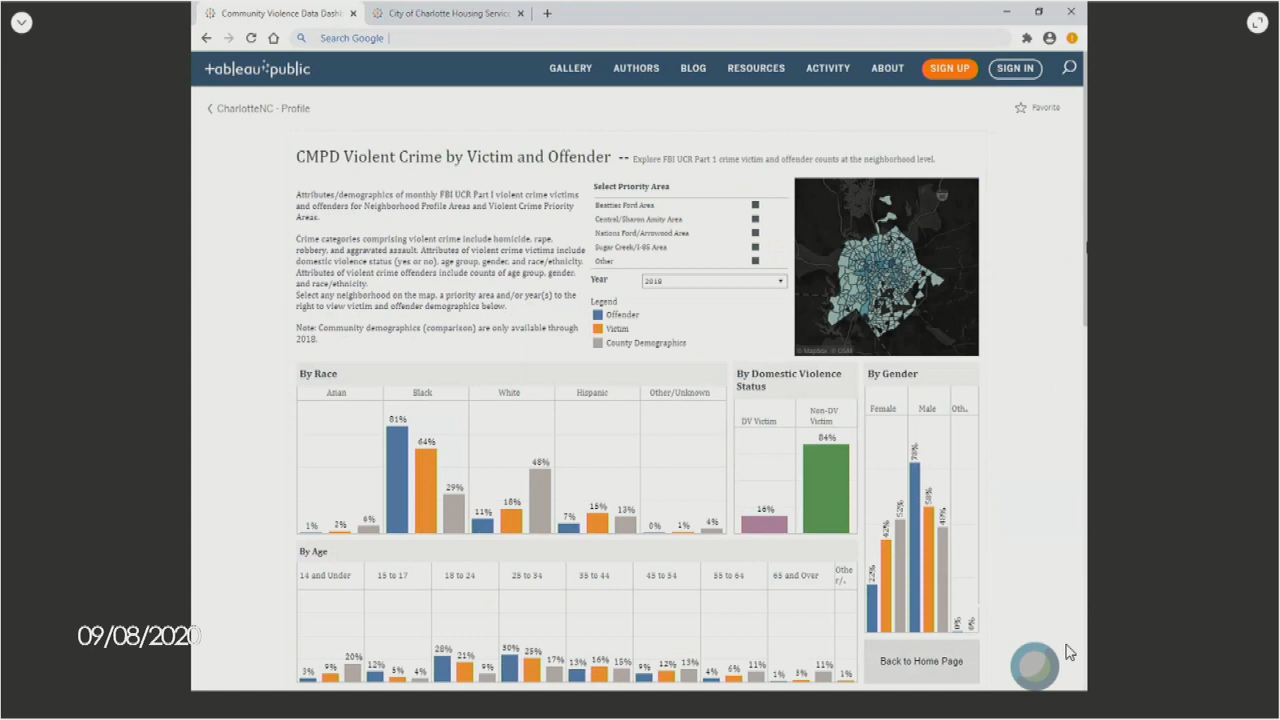 Community Violence Data Dashb
City of Charlotte Housing Service
Search Google
+ableau+public
GALLERY AUTHORS BLOG RESOURCES ACTIVITY ABOUT SIGN UP SIGN IN
CharlotteNC - Profile
Favorite
CMPD Violent Crime by Victim and Offender -- Explore FBI UCR Part 1 crime victim and offender counts at the neighborhood level.
Attributes/demographics of monthly FBI UCR Part I violent crime victims
and offenders for Neighborhood Profile Areas and Violent Crime Priority
Areas.
Crime categories comprising violent crime include homicide, rape,
robbery, and aggravated assault. Attributes of violent crime victims include
domestic violence status (yes or no), age group, gender, and race/ethnicity.
Attributes of violent crime offenders include counts of age group, gender,
and race/ethnicity.
Select any neighborhood on the map, a priority area and/or year(s) to the
right to view victim and offender demographics below.
Note: Community demographics (comparison) are only available through
2018.
Select Priority Area
Beatties Ford Area
Central/Sharon Amity Area
Nations Ford/Arrowood Area
Sugar Creek/I-85 Area
Other
Year
Legend
Offender
Victim
County Demographics
© Mapbox © OSM
By Race
Asian Black White Hispanic Other/Unknown
1% 2% 6% 81% 64% 29% 11% 18% 48% 7% 15% 13% 0% 1% 4%
By Domestic Violence
Status
DV Victim
Non-DV
Victim
16% 84%
By Gender
Female Male Oth..
22% 42% 52% 78% 58% 48% 0% 0%
By Age
14 and Under 15 to 17 18 to 24 25 to 34 35 to 44 45 to 54 55 to 64 65 and Over
Othe
r/.
3% 9% 20% 12% 5% 4% 28% 21% 9% 30% 25% 17% 13% 16% 15% 9% 12% 13% 4% 6% 11% 1% 3% 11% 1%
Back to Home Page
09/08/2020